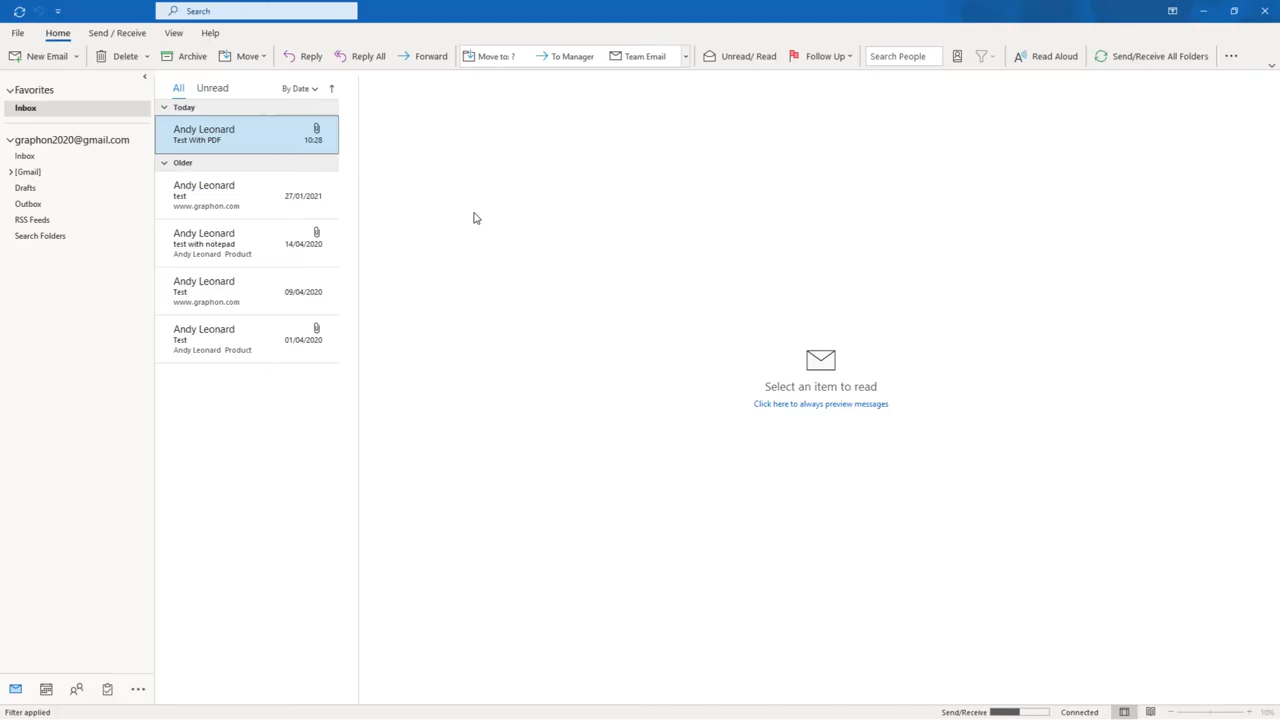 Search
File Home Send / Receive View Help
New Email Delete Archive Move Reply Reply All Forward Move to: ? To Manager Team Email Unread/ Read Follow Up Search People Read Aloud Send/Receive All Folders
Favorites
Inbox
graphon2020@gmail.com
Inbox
[Gmail]
Drafts
Outbox
RSS Feeds
Search Folders
All Unread By Date
Today
Andy Leonard
Test With PDF 10:28
Older
Andy Leonard
test 27/01/2021
www.graphon.com
Andy Leonard
test with notepad 14/04/2020
Andy Leonard Product
Andy Leonard
Test 09/04/2020
www.graphon.com
Andy Leonard
Test 01/04/2020
Andy Leonard Product
Select an item to read
Click here to always preview messages
Filter applied Send/Receive Connected 10%